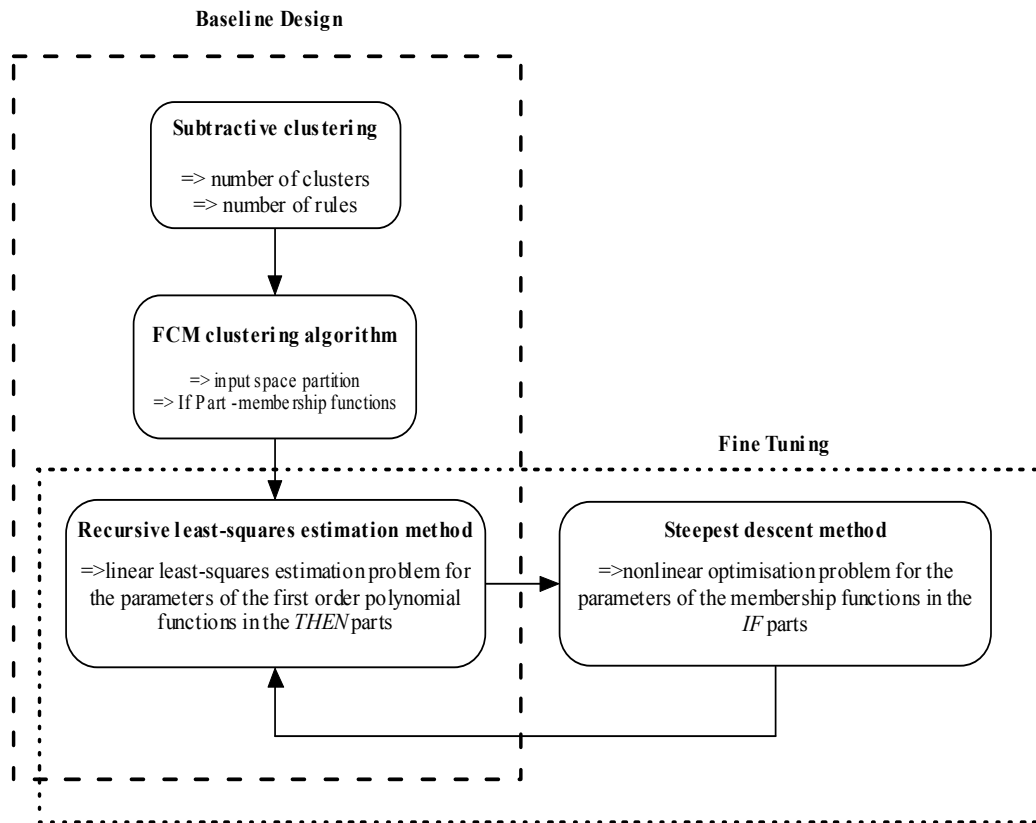 Baseline Design
Subtractive clustering
=> number of clusters
=> number of rules
FCM clustering algorithm
=> input space partition
=> If Part -membership functions
Fine Tuning
Recursive least-squares estimation method
=>linear least-squares estimation problem for
the parameters of the first order polynomial
functions in the THEN parts
Steepest descent method
=>nonlinear optimisation problem for the
parameters of the membership functions in the
IF parts